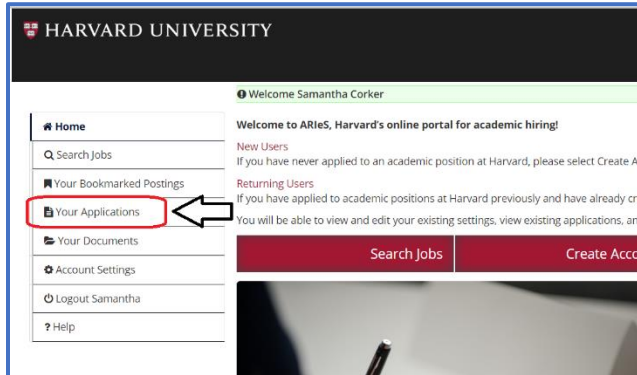 HARVARD UNIVERSITY
Welcome Samantha Corker
Home
Search Jobs
Your Bookmarked Postings
Your Applications
Your Documents
Account Settings
Logout Samantha
? Help
Welcome to ARIeS, Harvard's online portal for academic hiring!
New Users
If you have never applied to an academic position at Harvard, please select Create A
Returning Users
If you have applied to academic positions at Harvard previously and have already cr
You will be able to view and edit your existing settings, view existing applications, an
Search Jobs
Create Acco